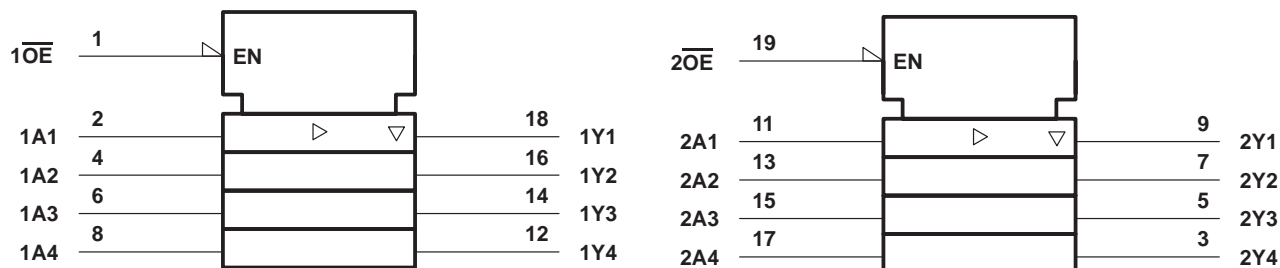 1OE 1 EN
1A1 2 18 1Y1
1A2 4 16 1Y2
1A3 6 14 1Y3
1A4 8 12 1Y4
2OE 19 EN
2A1 11 9 2Y1
2A2 13 7 2Y2
2A3 15 5 2Y3
2A4 17 3 2Y4